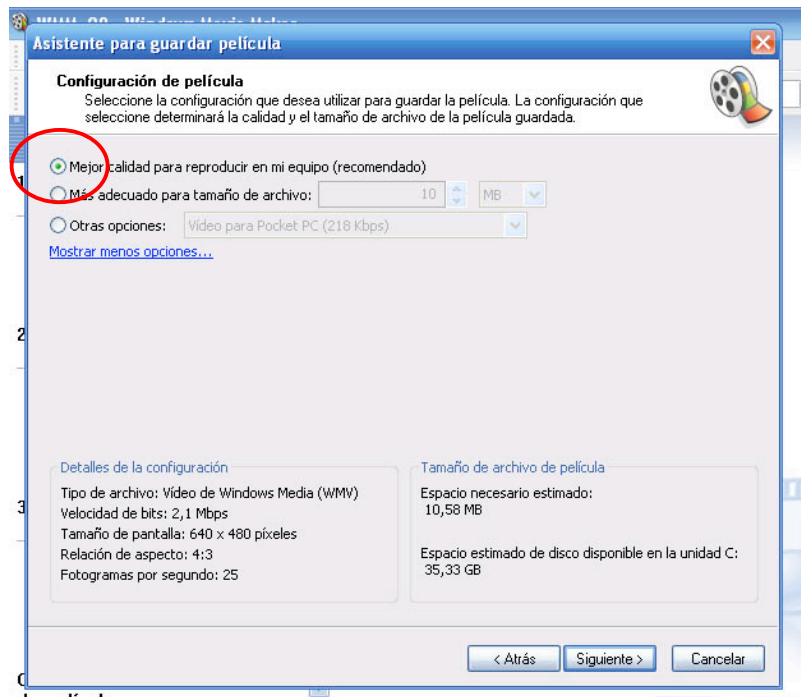 Asistente para guardar película
Configuración de película
Seleccione la configuración que desea utilizar para guardar la película. La configuración que
seleccione determinará la calidad y el tamaño de archivo de la película guardada.
1
Mejor calidad para reproducir en mi equipo (recomendado)
Más adecuado para tamaño de archivo: 10 MB
Otras opciones: Vídeo para Pocket PC (218 Kbps)
Mostrar menos opciones...
2
Detalles de la configuración
Tipo de archivo: Vídeo de Windows Media (WMV)
Velocidad de bits: 2,1 Mbps
Tamaño de pantalla: 640 x 480 píxeles
Relación de aspecto: 4:3
Fotogramas por segundo: 25
Tamaño de archivo de película
Espacio necesario estimado:
10,58 MB
Espacio estimado de disco disponible en la unidad C:
35,33 GB
3
< Atrás Siguiente > Cancelar